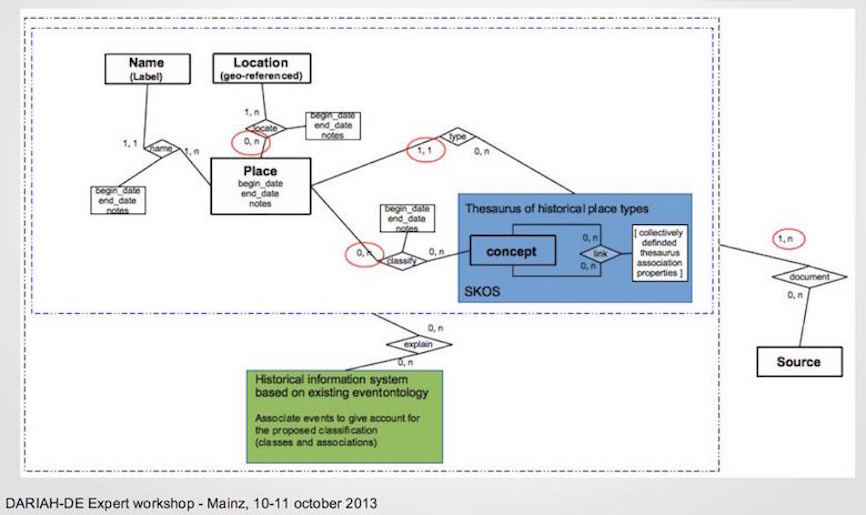 Name
(Label)
Location
(geo-referenced)
1, n
begin_date
end_date
notes
locate
0, n
1, 1
name
1, n
type
1, 1
0, n
Place
begin_date
end_date
notes
begin_date
end_date
notes
Thesaurus of historical place types
begin_date
end_date
notes
0, n
classify
0, n
concept
0, n
link
0, n
[ collectively
definded
thesaurus
association
properties ]
SKOS
1, n
document
0, n
Source
0, n
explain
0, n
Historical information system
based on existing eventontology
Associate events to give account for
the proposed classification
(classes and associations)
DARIAH-DE Expert workshop - Mainz, 10-11 october 2013